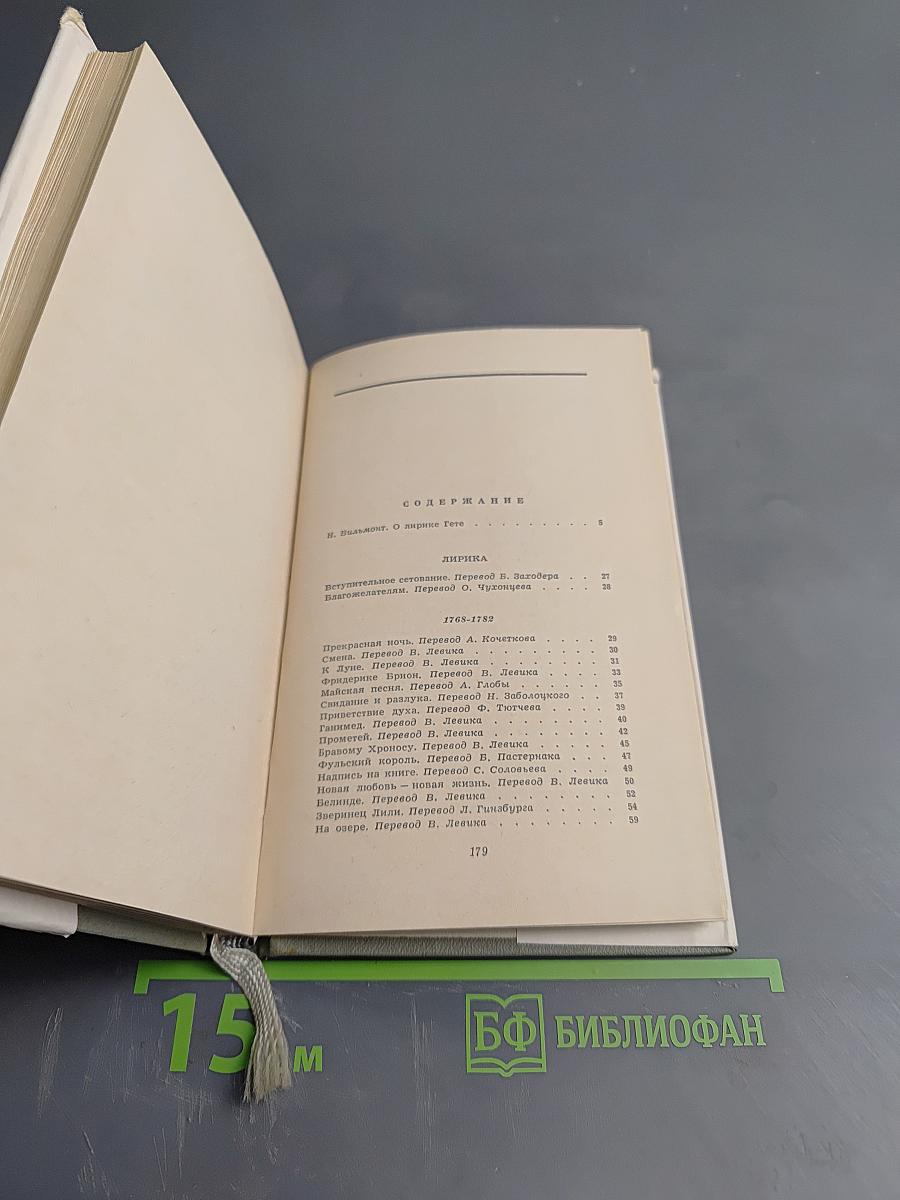 СОДЕРЖАНИЕ
Н. Вильмонт. О лирике Гете . . . . . . . . . 5
ЛИРИКА
Вступительное сетование. Перевод Б. Заходера . . 27
Благожелателям. Перевод О. Чухонцева . . . . 28
1768-1782
Прекрасная ночь. Перевод А. Кочеткова . . . . 29
Смена. Перевод В. Левика . . . . . . . . . 30
К Луне. Перевод В. Левика . . . . . . . . 31
Фридерике Брион. Перевод В. Левика . . . . 33
Майская песня. Перевод А. Глобы . . . . . . 35
Свидание и разлука. Перевод Н. Заболоцкого . . 37
Приветствие духа. Перевод Ф. Тютчева . . . . 39
Ганимед. Перевод В. Левика . . . . . . . . 40
Прометей. Перевод В. Левика . . . . . . . . 42
Бравому Хроносу. Перевод В. Левика . . . . . 45
Фульский король. Перевод Б. Пастернака . . . 47
Надпись на книге. Перевод С. Соловьева . . . . 49
Новая любовь — новая жизнь. Перевод В. Левика 50
Белинде. Перевод В. Левика . . . . . . . . 52
Зверинец Лили. Перевод Л. Гинзбурга . . . . . 54
На озере. Перевод В. Левика . . . . . . . . 59
179
15 м
БФ БИБЛИОФАН